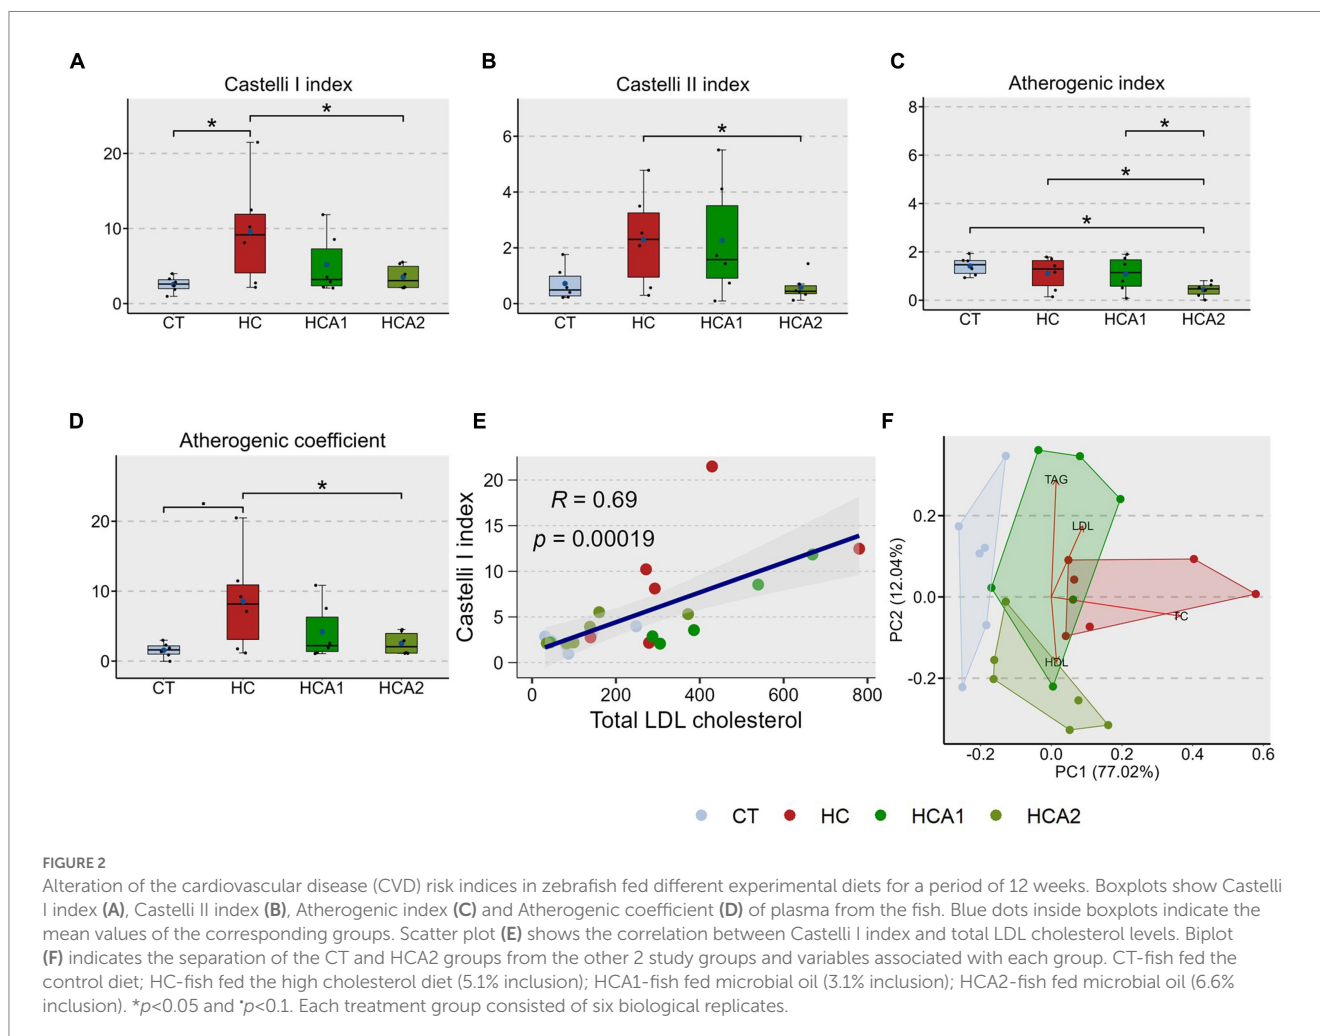 A
Castelli I index
*
*
20
10
0
CT HC HCA1 HCA2
B
Castelli II index
*
6
4
2
0
CT HC HCA1 HCA2
C
Atherogenic index
*
*
*
8
6
4
2
0
CT HC HCA1 HCA2
D
Atherogenic coefficient
.
*
20
10
0
CT HC HCA1 HCA2
E
R = 0.69
p = 0.00019
Castelli I index
20
15
10
5
0
0 200 400 600 800
Total LDL cholesterol
F
TAG
LDL
TC
HDL
PC2 (12.04%)
0.2
0.0
-0.2
-0.2 0.0 0.2 0.4 0.6
PC1 (77.02%)
CT HC HCA1 HCA2
FIGURE 2
Alteration of the cardiovascular disease (CVD) risk indices in zebrafish fed different experimental diets for a period of 12 weeks. Boxplots show Castelli
I index (A), Castelli II index (B), Atherogenic index (C) and Atherogenic coefficient (D) of plasma from the fish. Blue dots inside boxplots indicate the
mean values of the corresponding groups. Scatter plot (E) shows the correlation between Castelli I index and total LDL cholesterol levels. Biplot
(F) indicates the separation of the CT and HCA2 groups from the other 2 study groups and variables associated with each group. CT-fish fed the
control diet; HC-fish fed the high cholesterol diet (5.1% inclusion); HCA1-fish fed microbial oil (3.1% inclusion); HCA2-fish fed microbial oil (6.6%
inclusion). *p<0.05 and •p<0.1. Each treatment group consisted of six biological replicates.